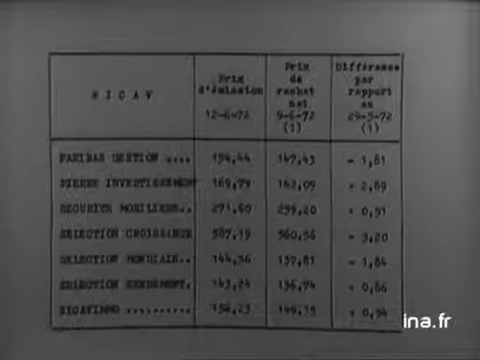 SICAV
Prix d'émission 12-6-72
Prix de rachat net 9-6-72 (1)
Différence par rapport au 29-5-72 (1)
PARIBAS GESTION .... 154,44 147,43 1,81
PIERRE INVESTISSEMENT 169,79 162,09 2,89
SECURITE MOBILIERE.. 271,60 259,20 0,51
SELECTION CROISSANCE 587,19 560,56 3,20
SELECTION MONDIALE.. 144,36 137,81 1,84
SELECTION RENDEMENT. 143,24 136,74 0,86
SICAVIMMO .......... 156,23 149,15 0,54
ina.fr